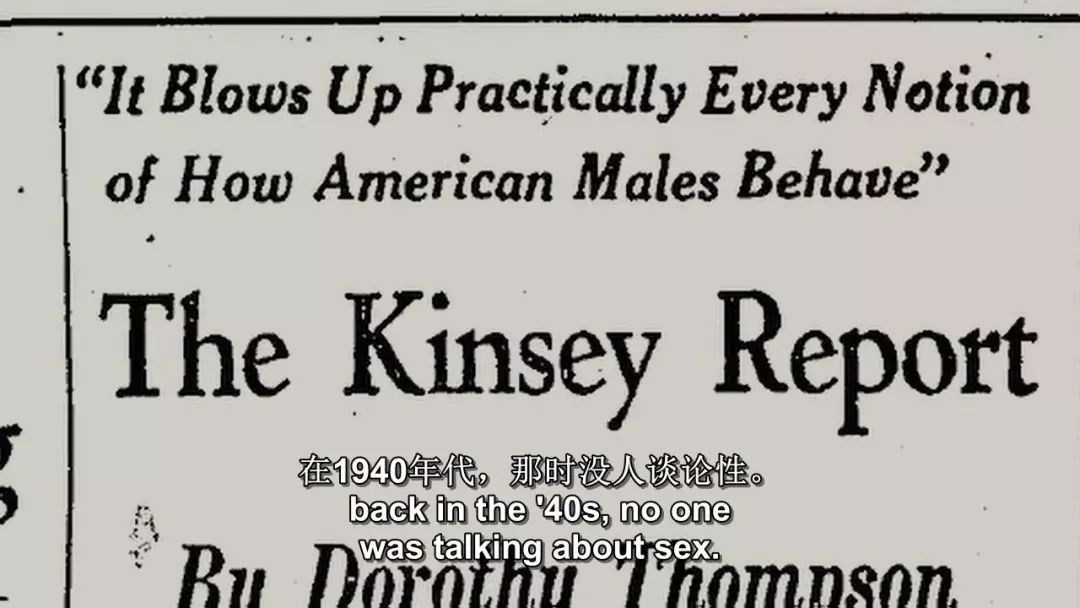 “It Blows Up Practically Every Notion
of How American Males Behave”
The Kinsey Report
在1940年代，那时没人谈论性。
back in the '40s, no one
was talking about sex.
By Dorothy Thompson